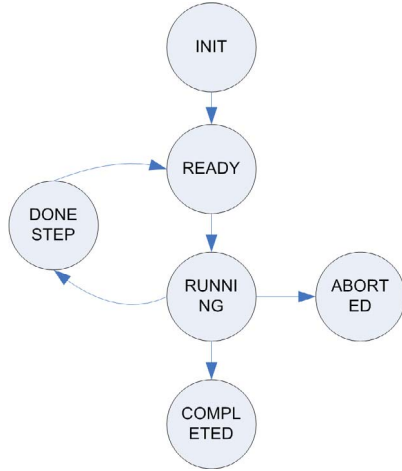 INIT
READY
DONE
STEP
RUNNI
NG
ABORT
ED
COMPL
ETED